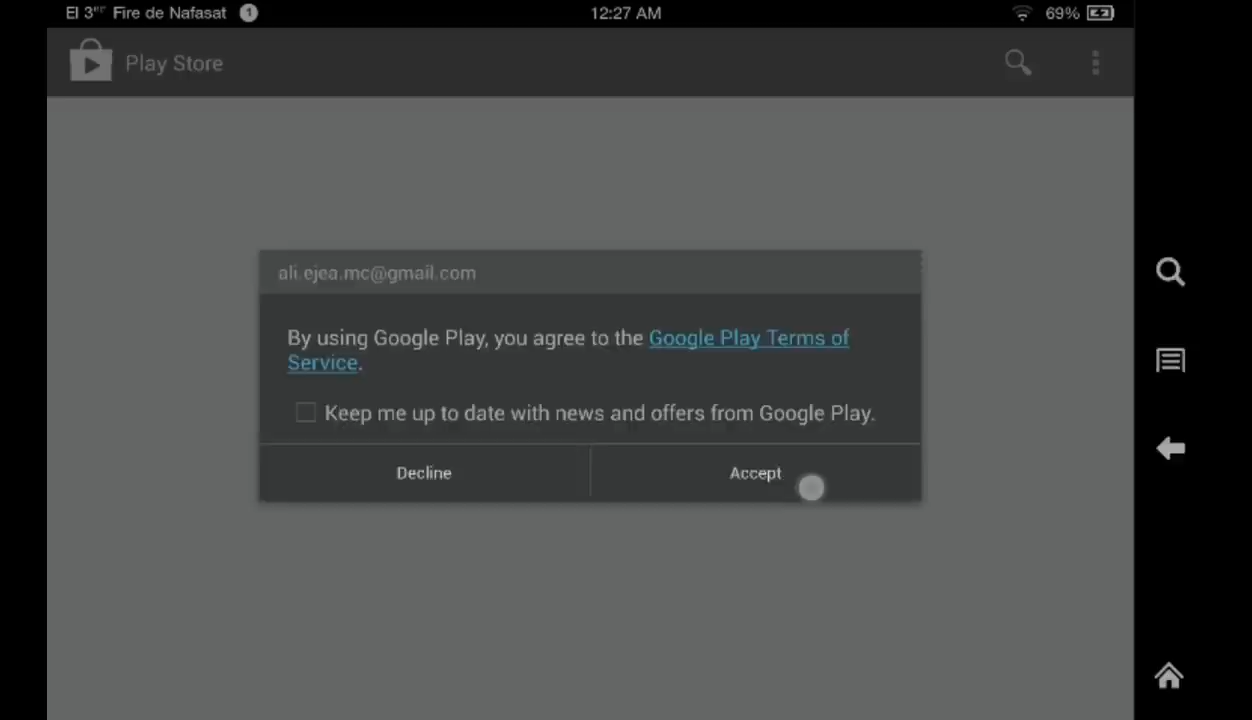 El 3ᵉʳ Fire de Nafasat 1 12:27 AM 69%
Play Store
ali.ejea.mc@gmail.com
By using Google Play, you agree to the Google Play Terms of
Service.
Keep me up to date with news and offers from Google Play.
Decline Accept